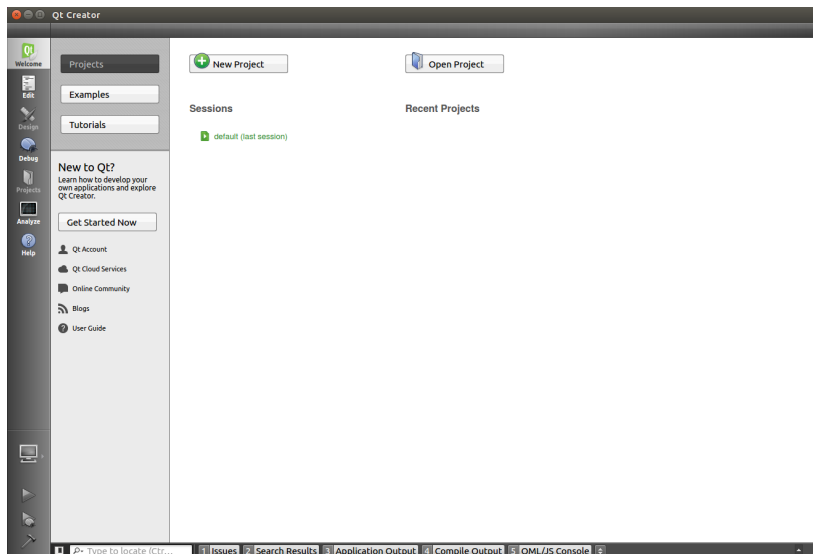 Qt Creator
Welcome
Edit
Design
Debug
Projects
Analyze
Help
Projects
Examples
Tutorials
New to Qt?
Learn how to develop your
own applications and explore
Qt Creator.
Get Started Now
Qt Account
Qt Cloud Services
Online Community
Blogs
User Guide
New Project
Open Project
Sessions
Recent Projects
default (last session)
Type to locate (Ctr...
1 Issues 2 Search Results 3 Application Output 4 Compile Output 5 QML/JS Console